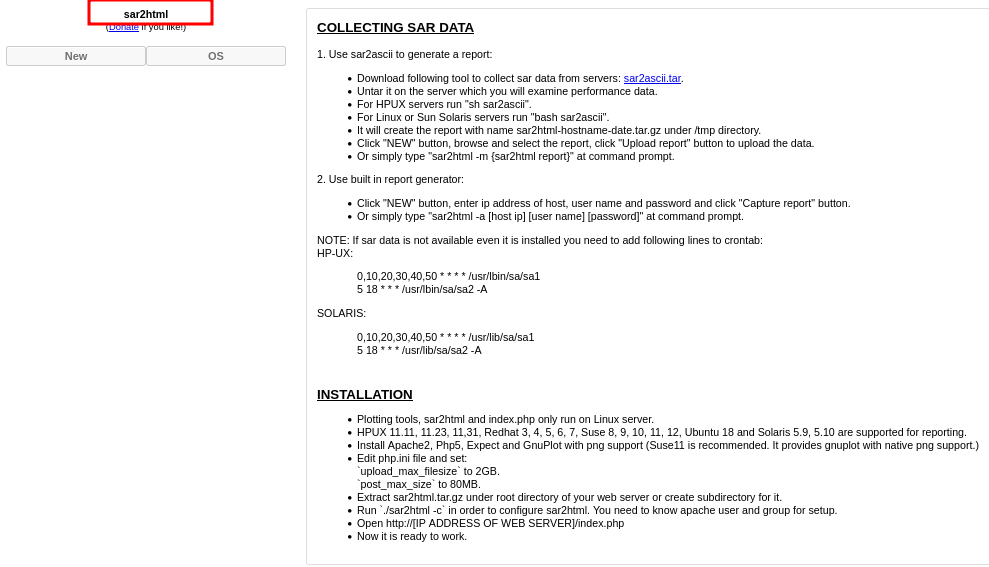 sar2html
(Donate if you like!)
New
OS
COLLECTING SAR DATA
1. Use sar2ascii to generate a report:
Download following tool to collect sar data from servers: sar2ascii.tar.
Untar it on the server which you will examine performance data.
For HPUX servers run "sh sar2ascii".
For Linux or Sun Solaris servers run "bash sar2ascii".
It will create the report with name sar2html-hostname-date.tar.gz under /tmp directory.
Click "NEW" button, browse and select the report, click "Upload report" button to upload the data.
Or simply type "sar2html -m {sar2html report}" at command prompt.
2. Use built in report generator:
Click "NEW" button, enter ip address of host, user name and password and click "Capture report" button.
Or simply type "sar2html -a [host ip] [user name] [password]" at command prompt.
NOTE: If sar data is not available even it is installed you need to add following lines to crontab:
HP-UX:
0,10,20,30,40,50 * * * * /usr/lbin/sa/sa1
5 18 * * * /usr/lbin/sa/sa2 -A
SOLARIS:
0,10,20,30,40,50 * * * * /usr/lib/sa/sa1
5 18 * * * /usr/lib/sa/sa2 -A
INSTALLATION
Plotting tools, sar2html and index.php only run on Linux server.
HPUX 11.11, 11.23, 11,31, Redhat 3, 4, 5, 6, 7, Suse 8, 9, 10, 11, 12, Ubuntu 18 and Solaris 5.9, 5.10 are supported for reporting.
Install Apache2, Php5, Expect and GnuPlot with png support (Suse11 is recommended. It provides gnuplot with native png support.)
Edit php.ini file and set:
`upload_max_filesize` to 2GB.
`post_max_size` to 80MB.
Extract sar2html.tar.gz under root directory of your web server or create subdirectory for it.
Run `./sar2html -c` in order to configure sar2html. You need to know apache user and group for setup.
Open http://[IP ADDRESS OF WEB SERVER]/index.php
Now it is ready to work.